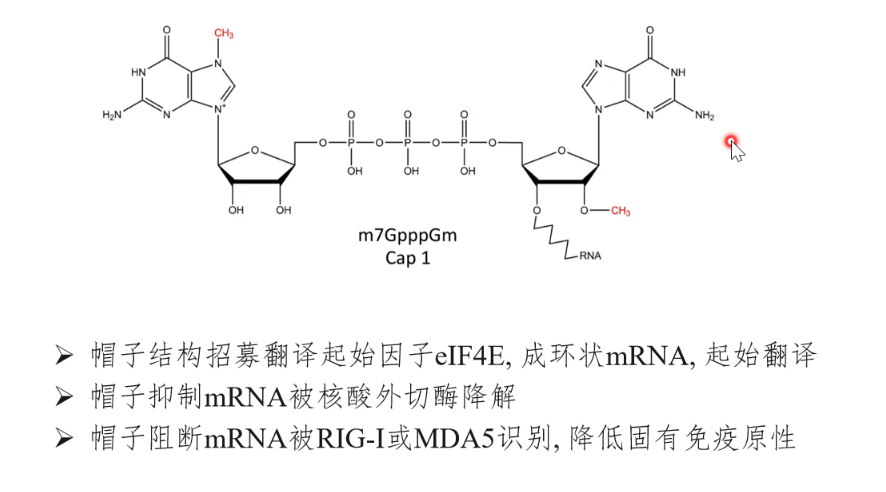 O
CH₃
O
HN
N
N
NH
H₂N
N
N⁺
N
N
NH₂
O
O
O
O
O
P
O
P
O
P
O
O
OH
OH
OH
OH
OH
O
O
CH₃
m7GpppGm
Cap 1
RNA
➢ 帽子结构招募翻译起始因子eIF4E, 成环状mRNA, 起始翻译
➢ 帽子抑制mRNA被核酸外切酶降解
➢ 帽子阻断mRNA被RIG-I或MDA5识别, 降低固有免疫原性